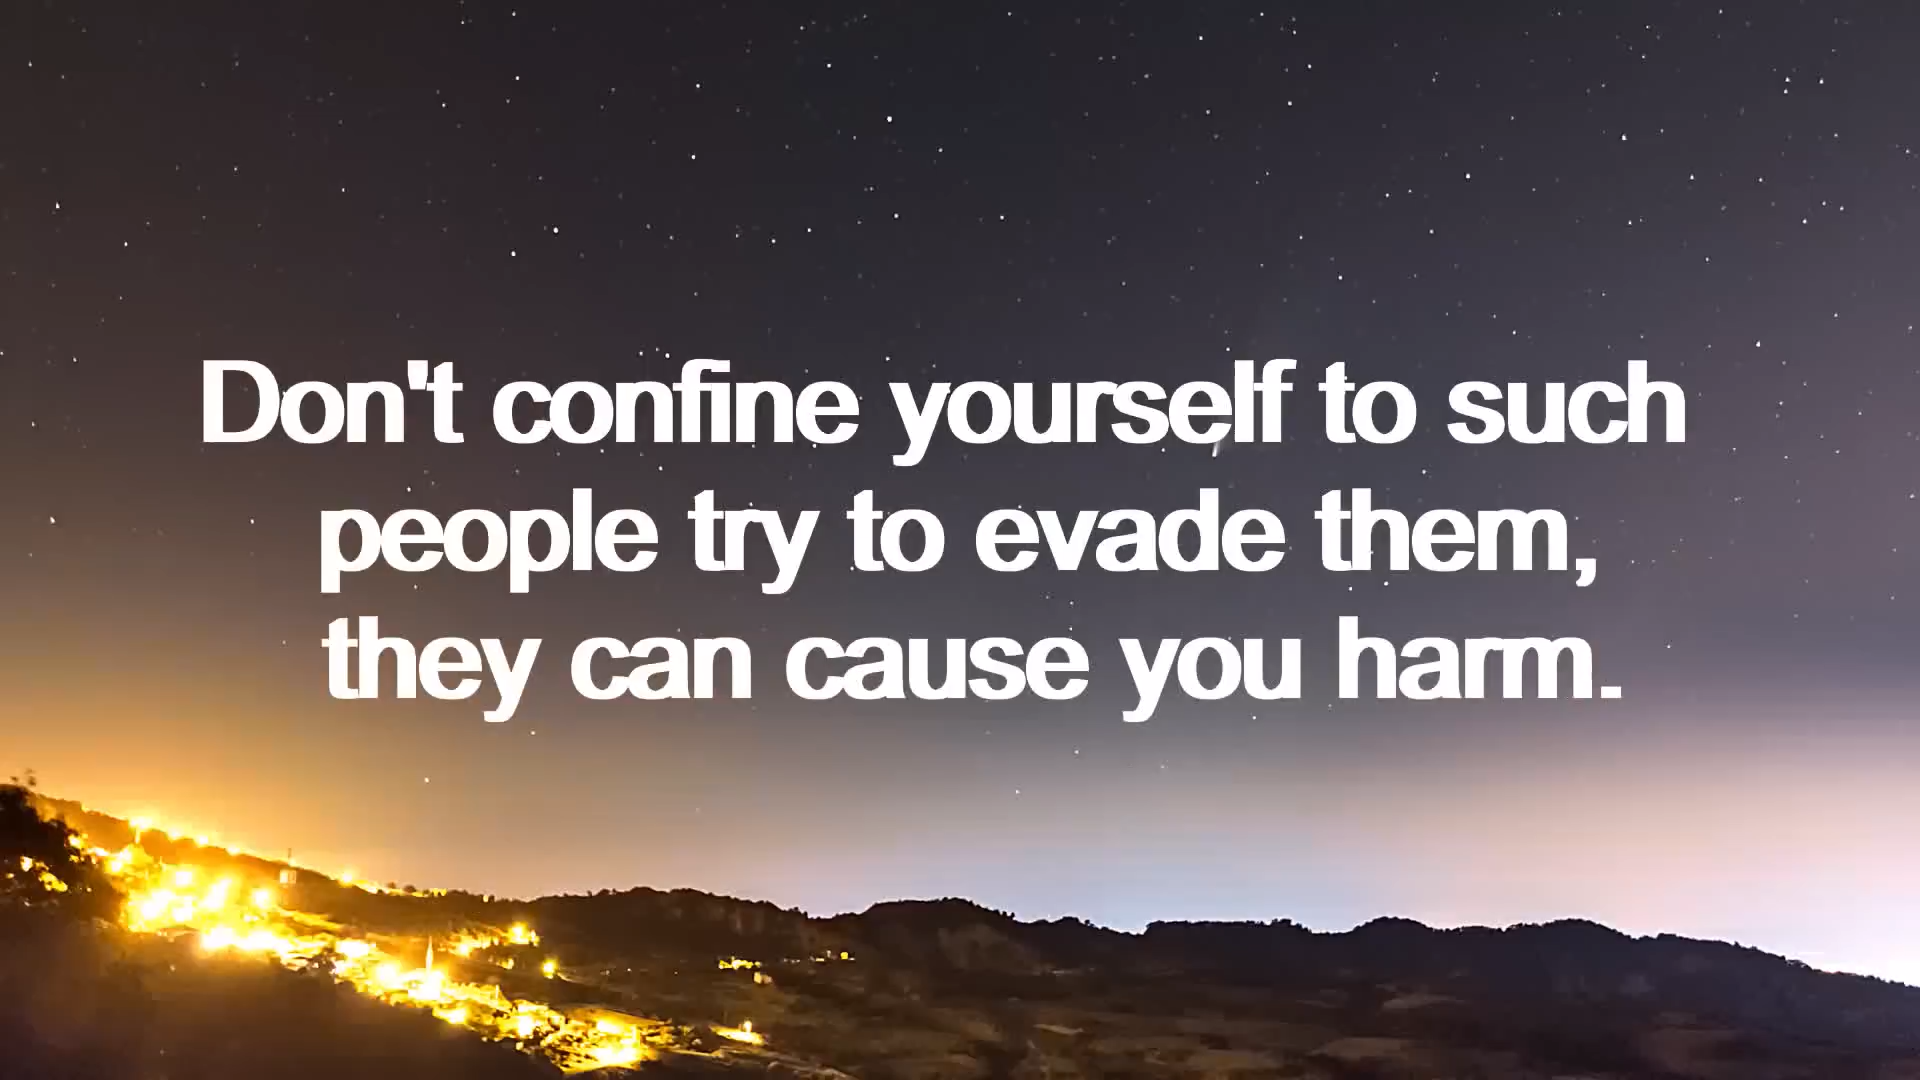 Don't confine yourself to such
people try to evade them,
they can cause you harm.